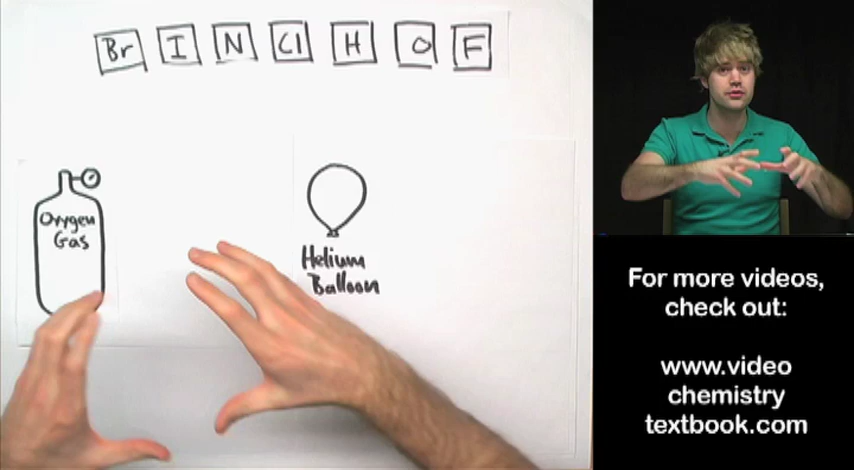 Br I N Cl H O F
Oxygen
Gas
Helium
Balloon
For more videos,
check out:
www.video
chemistry
textbook.com